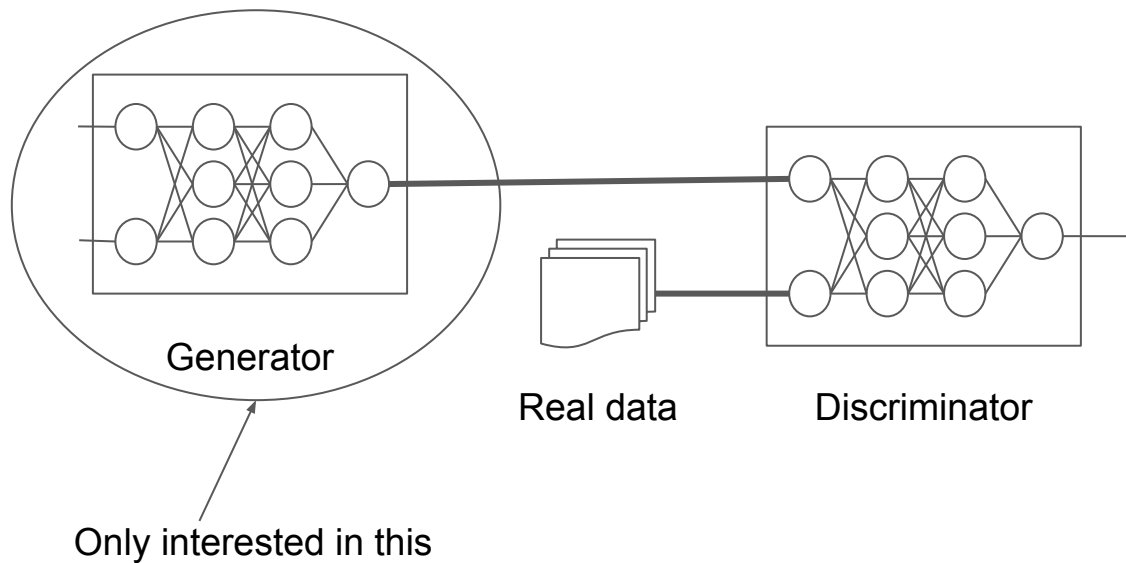 Generator
Real data
Discriminator
Only interested in this